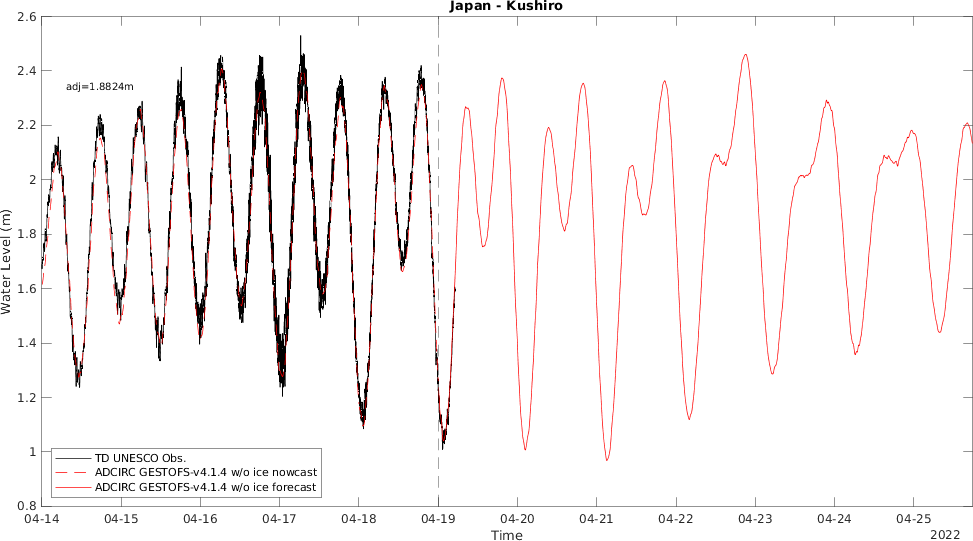 Japan - Kushiro
2.6
2.4
2.2
2
1.8
1.6
1.4
1.2
1
0.8
Water Level (m)
adj=1.8824m
TD UNESCO Obs.
ADCIRC GESTOFS-v4.1.4 w/o ice nowcast
ADCIRC GESTOFS-v4.1.4 w/o ice forecast
04-14 04-15 04-16 04-17 04-18 04-19 04-20 04-21 04-22 04-23 04-24 04-25
Time
2022